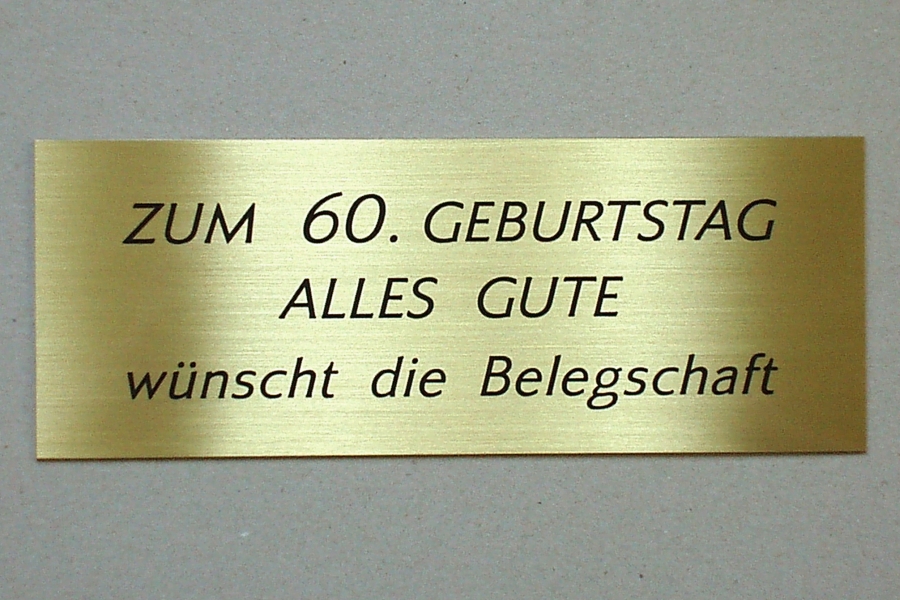 ZUM 60. GEBURTSTAG
ALLES GUTE
wünscht die Belegschaft